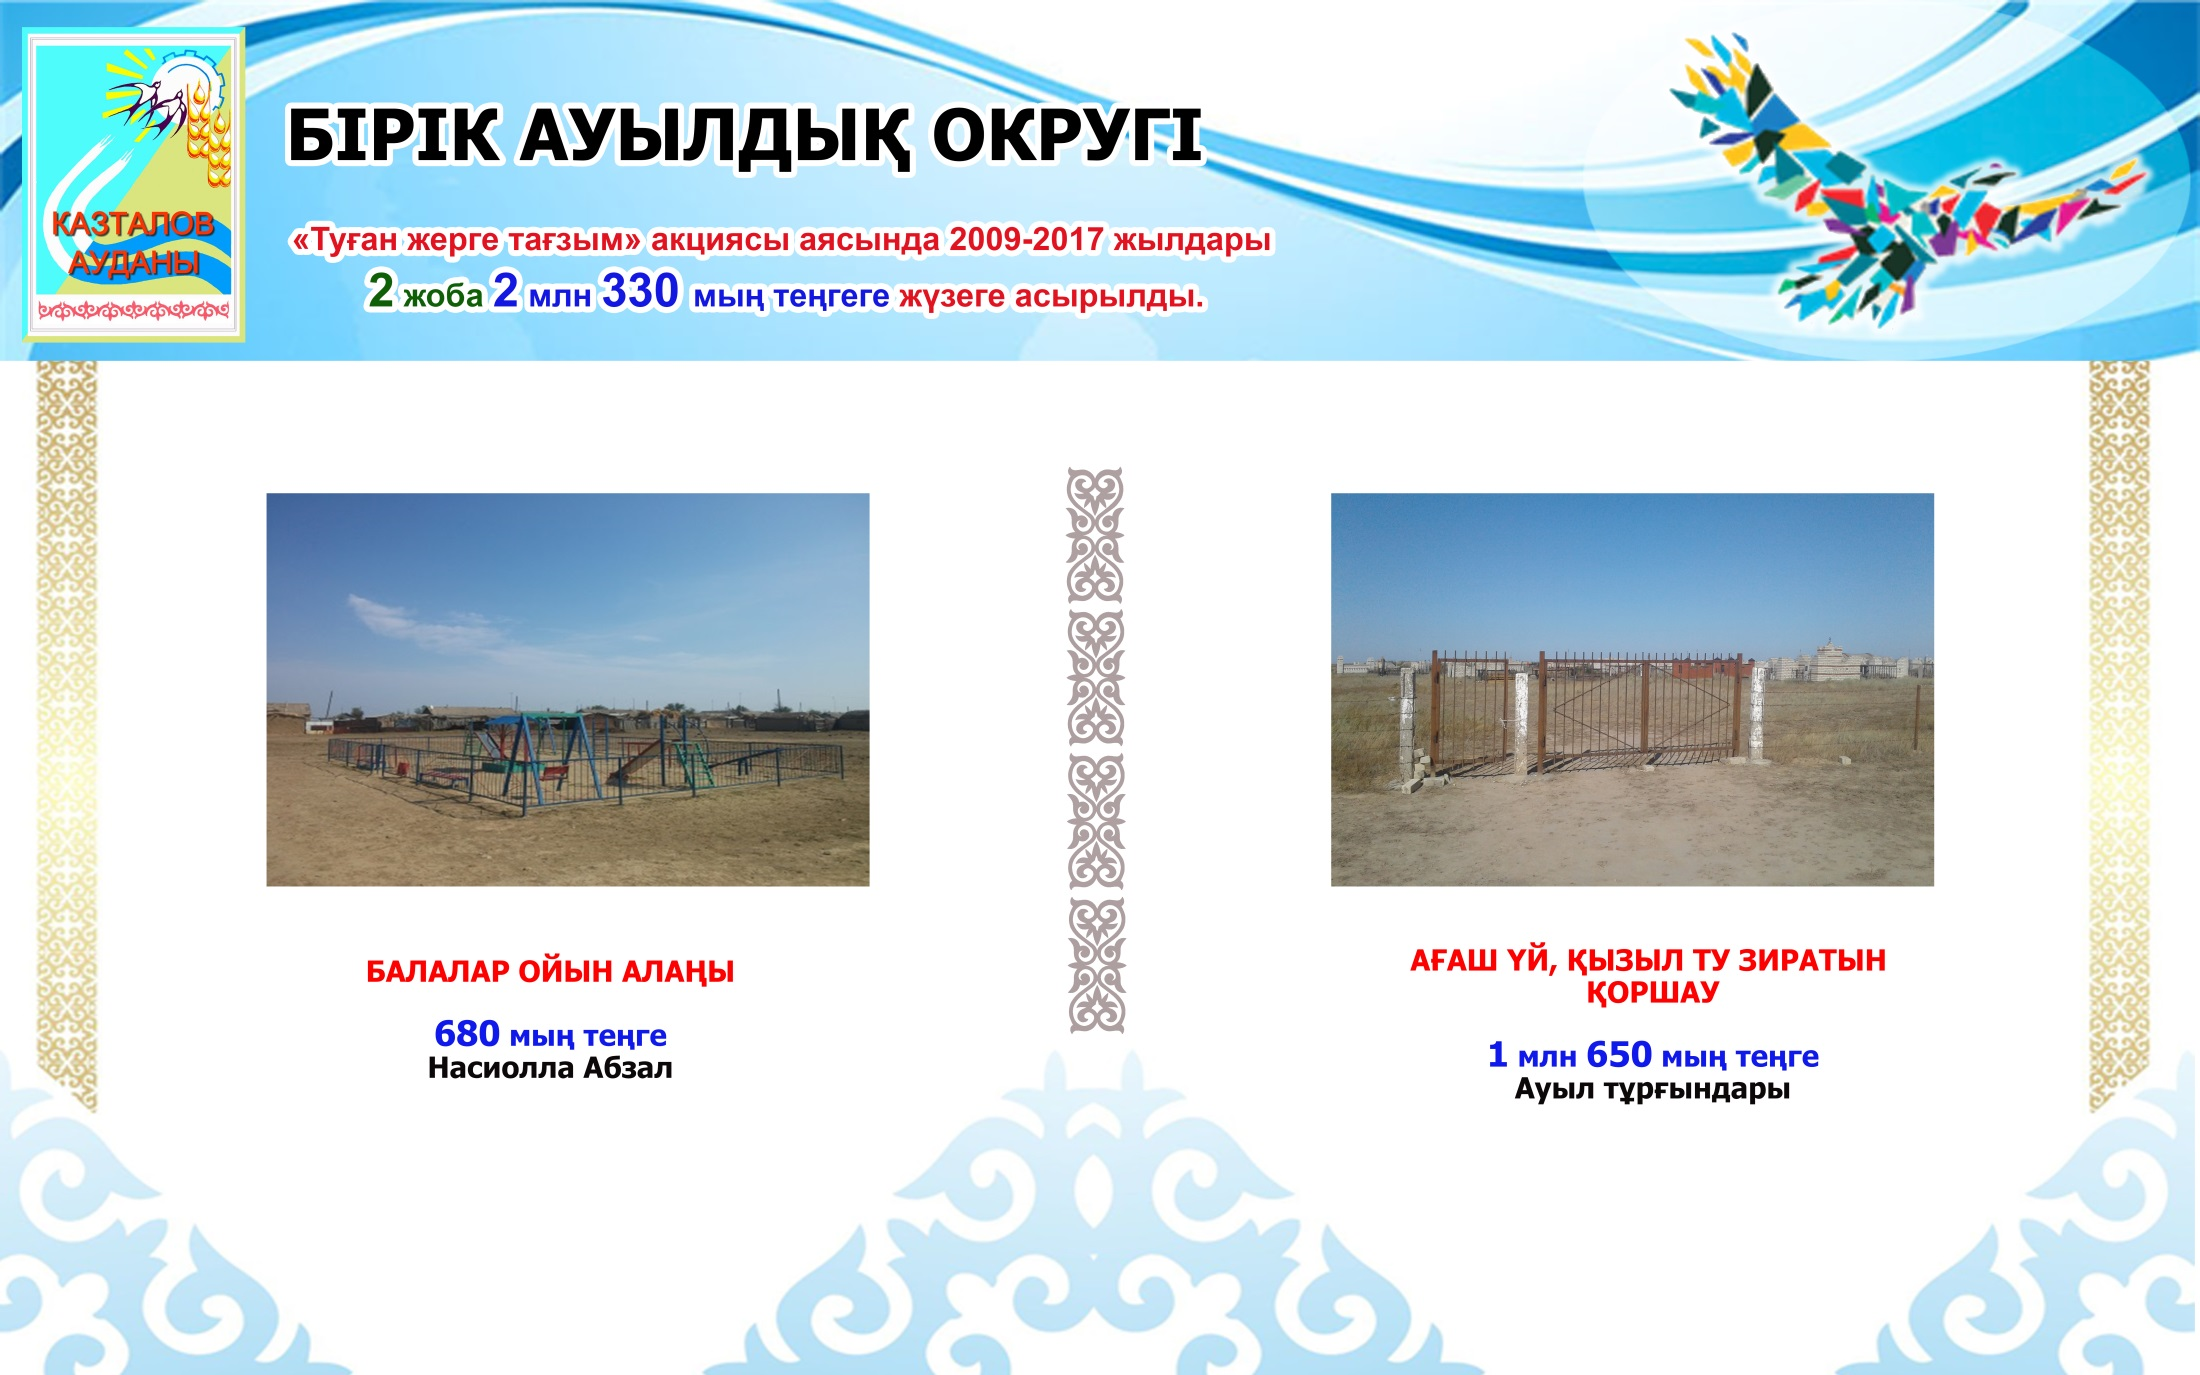 КАЗТАЛОВ
АУДАНЫ
БІРІК АУЫЛДЫҚ ОКРУГІ
«Туған жерге тағзым» акциясы аясында 2009-2017 жылдары
2 жоба 2 млн 330 мың теңгеге жүзеге асырылды.
БАЛАЛАР ОЙЫН АЛАҢЫ
680 мың теңге
Насиолла Абзал
АҒАШ ҮЙ, ҚЫЗЫЛ ТУ ЗИРАТЫН
ҚОРШАУ
1 млн 650 мың теңге
Ауыл тұрғындары